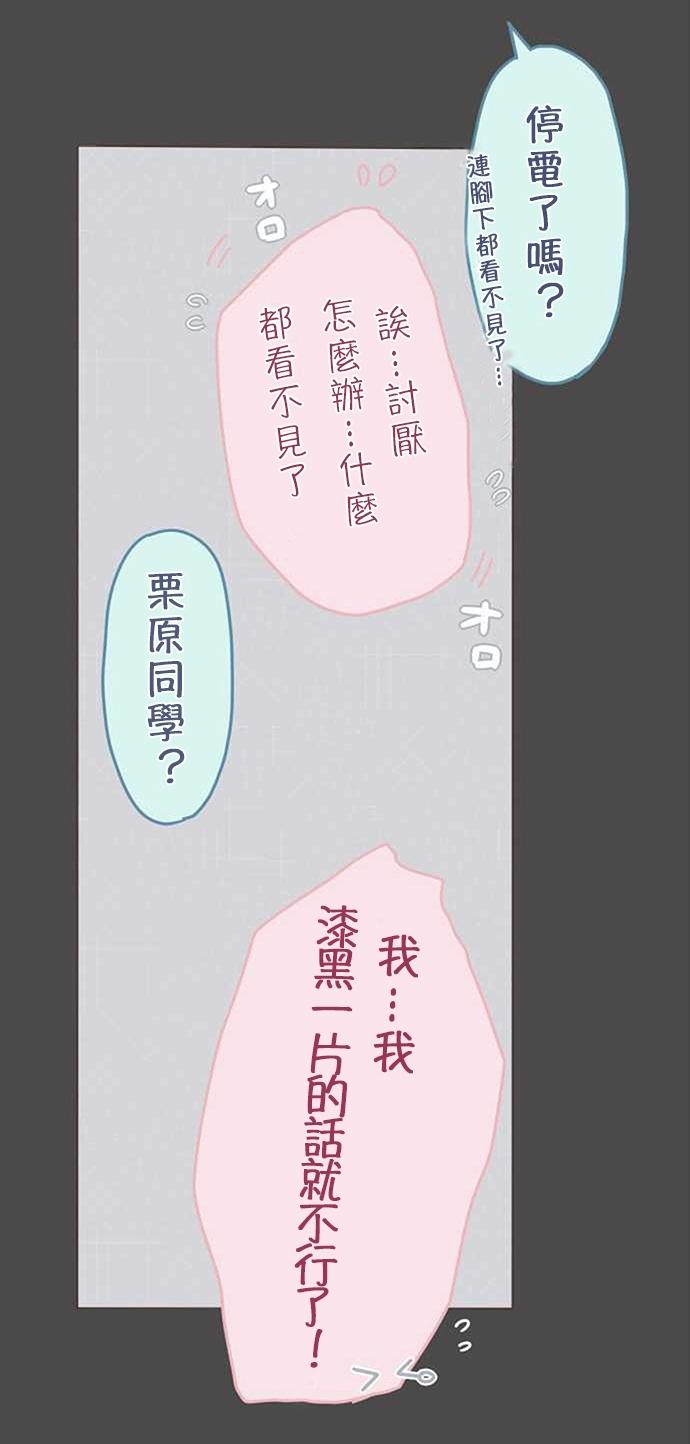 停電了嗎？
連腳下都看不見了…
オロ
誒…討厭
怎麼辦…什麼
都看不見了
オロ
栗原同學？
我…我
漆黑一片的話就不行了！